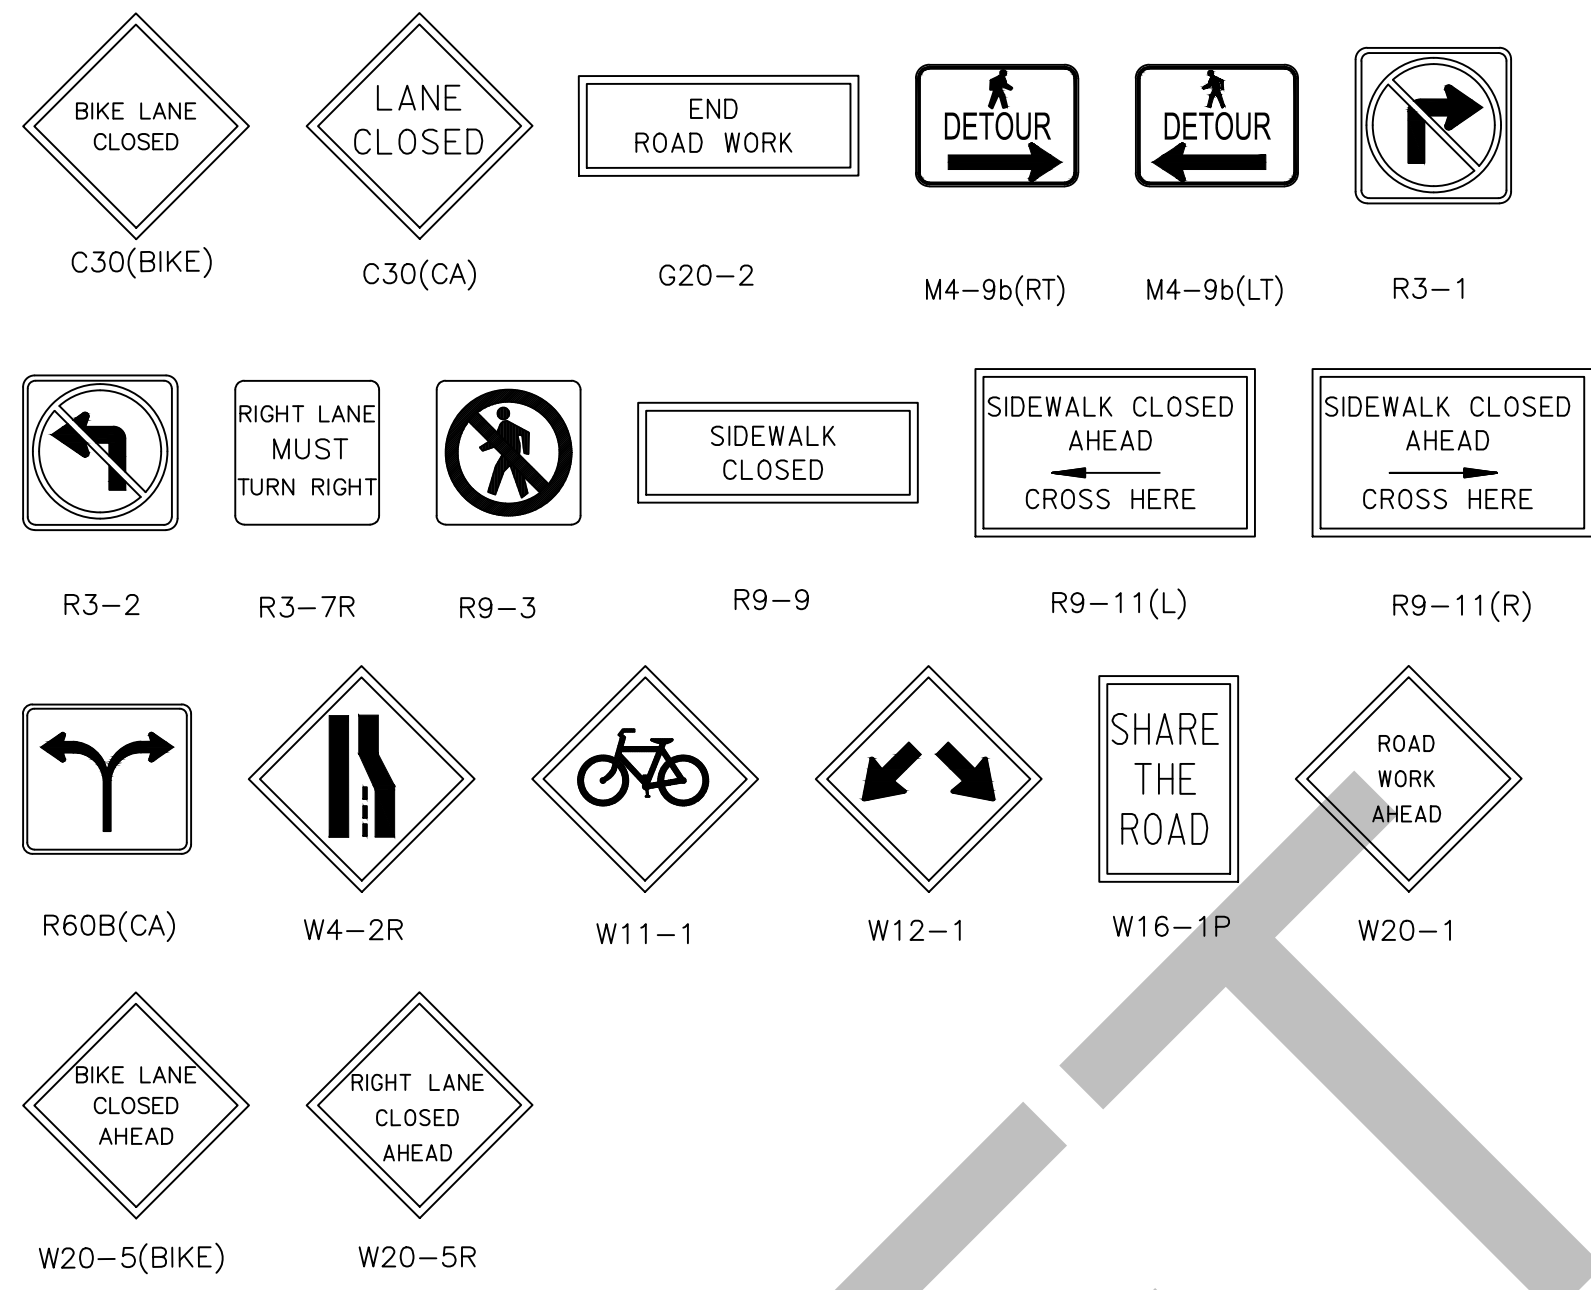 BIKE LANE
CLOSED
C30(BIKE)
LANE
CLOSED
C30(CA)
END
ROAD WORK
G20-2
DETOUR
M4-9b(RT)
DETOUR
M4-9b(LT)
R3-1
R3-2
RIGHT LANE
MUST
TURN RIGHT
R3-7R
R9-3
SIDEWALK
CLOSED
R9-9
SIDEWALK CLOSED
AHEAD
CROSS HERE
R9-11(L)
SIDEWALK CLOSED
AHEAD
CROSS HERE
R9-11(R)
R60B(CA)
W4-2R
W11-1
W12-1
SHARE
THE
ROAD
W16-1P
ROAD
WORK
AHEAD
W20-1
BIKE LANE
CLOSED
AHEAD
W20-5(BIKE)
RIGHT LANE
CLOSED
AHEAD
W20-5R